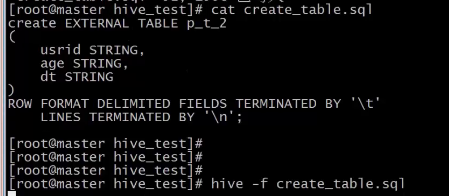 [root@master hive_test]# cat create_table.sql
create EXTERNAL TABLE p_t_2
(
    usrid STRING,
    age STRING,
    dt STRING
)
ROW FORMAT DELIMITED FIELDS TERMINATED BY '\t'
    LINES TERMINATED BY '\n';
[root@master hive_test]#
[root@master hive_test]#
[root@master hive_test]#
[root@master hive_test]# hive -f create_table.sql